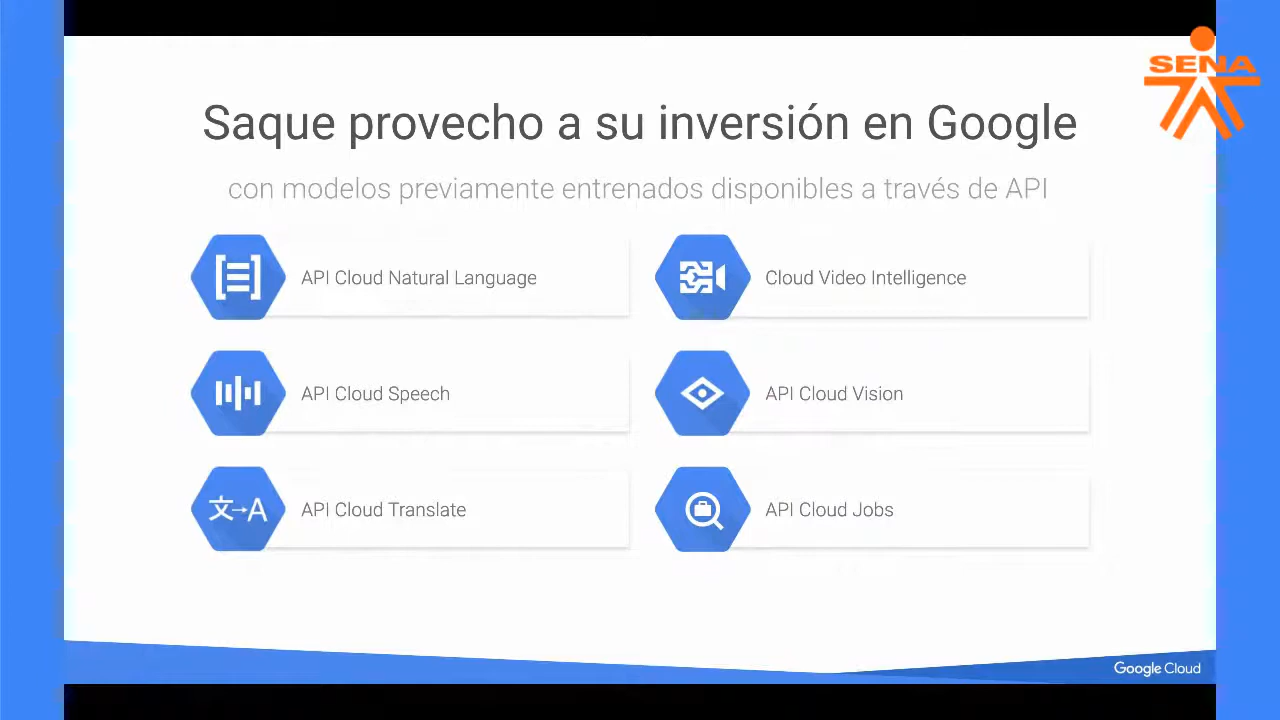 SENA
Saque provecho a su inversión en Google
con modelos previamente entrenados disponibles a través de API
API Cloud Natural Language
Cloud Video Intelligence
API Cloud Speech
API Cloud Vision
文→A
API Cloud Translate
API Cloud Jobs
Google Cloud